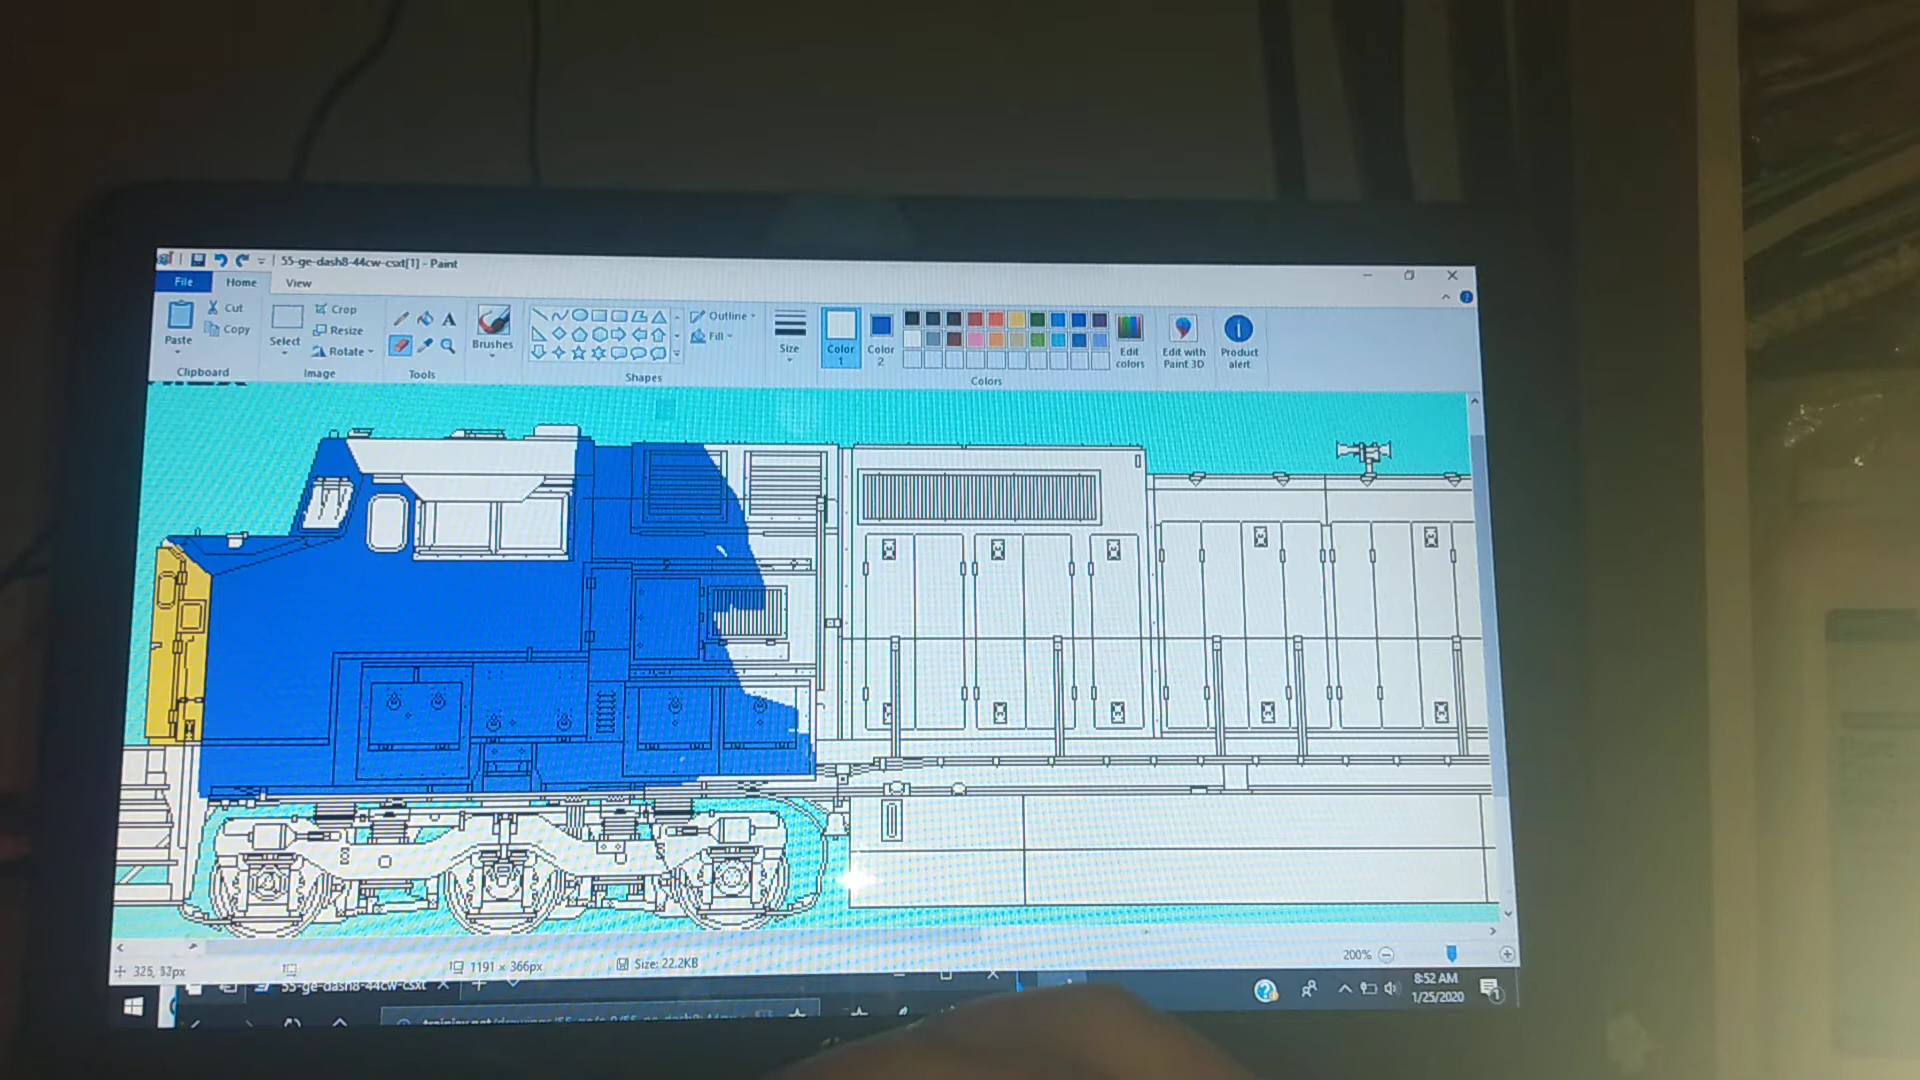 55-ge-dash8-44cw-csxt[1] - Paint
File Home View
Paste
Cut
Copy
Clipboard
Select
Crop
Resize
Rotate
Image
Tools
Brushes
Shapes
Outline
Fill
Size
Color 1
Color 2
Colors
Edit colors
Edit with Paint 3D
Product alert
325, 52px
1191 × 366px
Size: 22.2KB
200%
55-ge-dash8-44cw-csxt
8:52 AM
1/25/2020
1